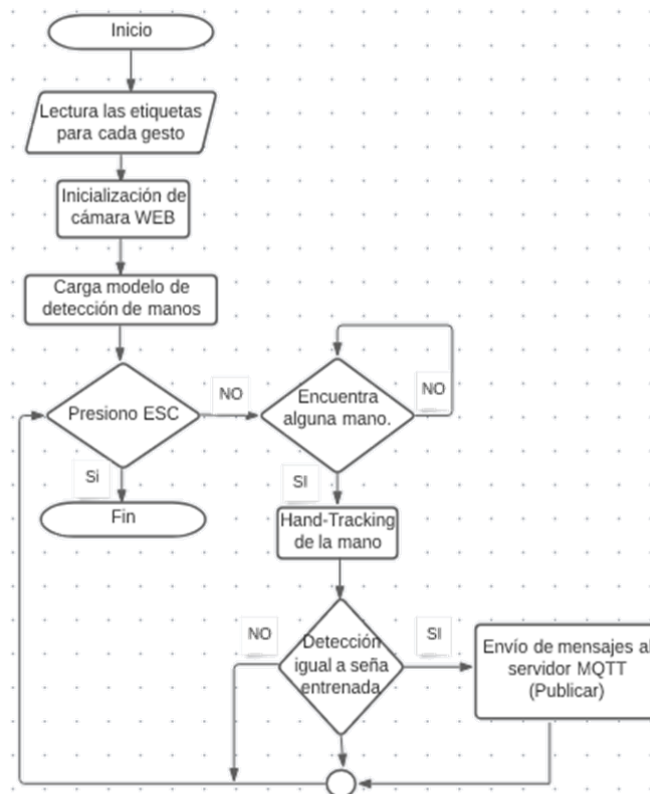 Inicio
Lectura las etiquetas
para cada gesto
Inicialización de
cámara WEB
Carga modelo de
detección de manos
Presiono ESC
NO
Encuentra
alguna mano.
NO
Si
Fin
SI
Hand-Tracking
de la mano
NO
Detección
igual a seña
entrenada
SI
Envío de mensajes al
servidor MQTT
(Publicar)